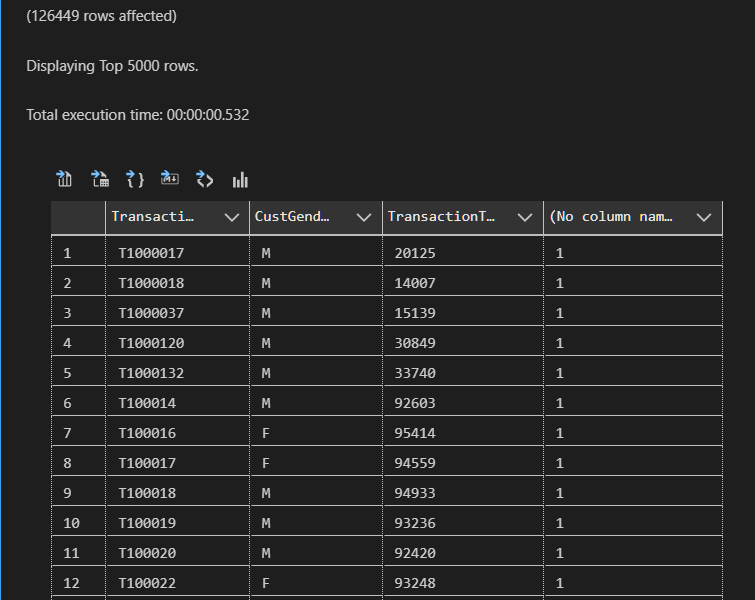 (126449 rows affected)
Displaying Top 5000 rows.
Total execution time: 00:00:00.532
Transacti… CustGend… TransactionT… (No column nam…
1 T1000017 M 20125 1
2 T1000018 M 14007 1
3 T1000037 M 15139 1
4 T1000120 M 30849 1
5 T1000132 M 33740 1
6 T100014 M 92603 1
7 T100016 F 95414 1
8 T100017 F 94559 1
9 T100018 M 94933 1
10 T100019 M 93236 1
11 T100020 M 92420 1
12 T100022 F 93248 1